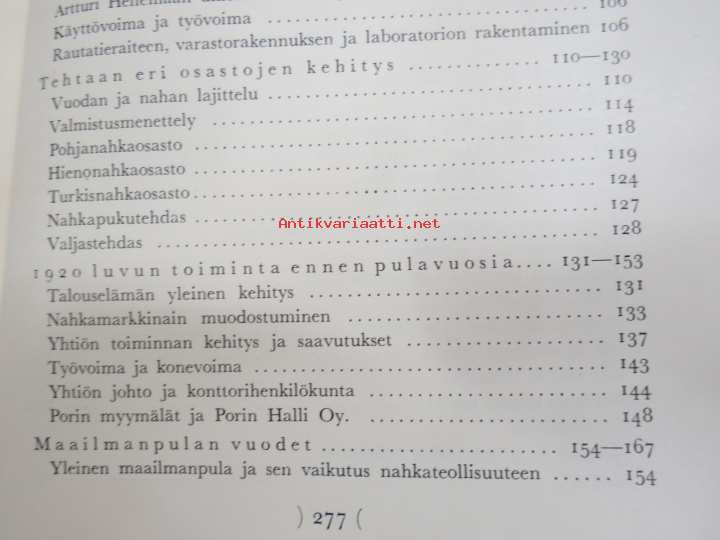 Artturi
Käyttövoima ja työvoima .......................... 106
Rautatieraiteen, varastorakennuksen ja laboratorion rakentaminen 106
Tehtaan eri osastojen kehitys .............. 110—130
Vuodan ja nahan lajittelu .............................. 110
Valmistusmenettely .............................. 114
Pohjanahkaosasto .............................. 118
Hienonahkaosasto .............................. 119
Turkisnahkaosasto .............................. 124
Nahkapukutehdas .............................. 127
Antikvariaatti.net
Valjastehdas .............................. 128
1920 luvun toiminta ennen pulavuosia.... 131—153
Talouselämän yleinen kehitys .............................. 131
Nahkamarkkinain muodostuminen ........................ 133
Yhtiön toiminnan kehitys ja saavutukset .................. 137
Työvoima ja konevoima .............................. 143
Yhtiön johto ja konttorihenkilökunta ...................... 144
Porin myymälät ja Porin Halli Oy. ...................... 148
Maailmanpulan vuodet ........................ 154—167
Yleinen maailmanpula ja sen vaikutus nahkateollisuuteen ...... 154
) 277 (